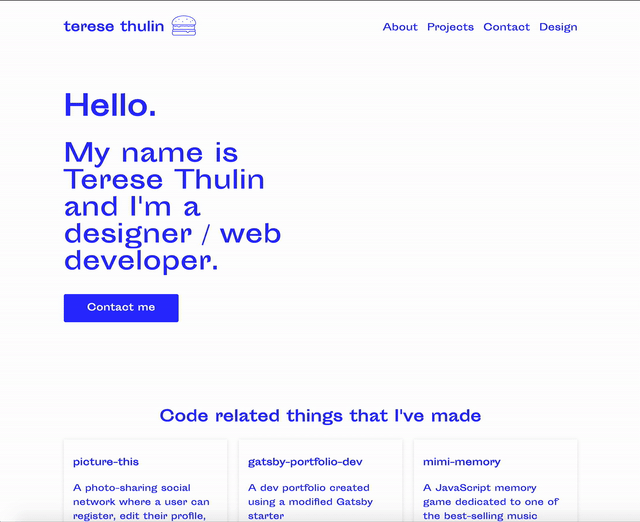 terese thulin
About Projects Contact Design
Hello.
My name is
Terese Thulin
and I'm a
designer / web
developer.
Contact me
Code related things that I've made
picture-this
A photo-sharing social
network where a user can
register, edit their profile,
gatsby-portfolio-dev
A dev portfolio created
using a modified Gatsby
starter
mimi-memory
A JavaScript memory
game dedicated to one of
the best-selling music